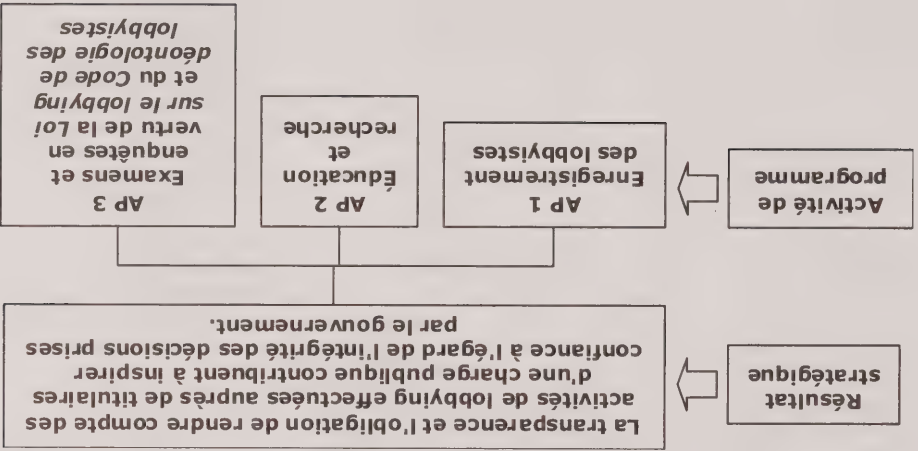 Résultat
stratégique
La transparence et l'obligation de rendre compte des
activités de lobbying effectuées auprès de titulaires
d'une charge publique contribuent à inspirer
confiance à l'égard de l'intégrité des décisions prises
par le gouvernement.
Activité de
programme
AP 1
Enregistrement
des lobbyistes
AP 2
Éducation
et
recherche
AP 3
Examens et
enquêtes en
vertu de la Loi
sur le lobbying
et du Code de
déontologie des
lobbyistes